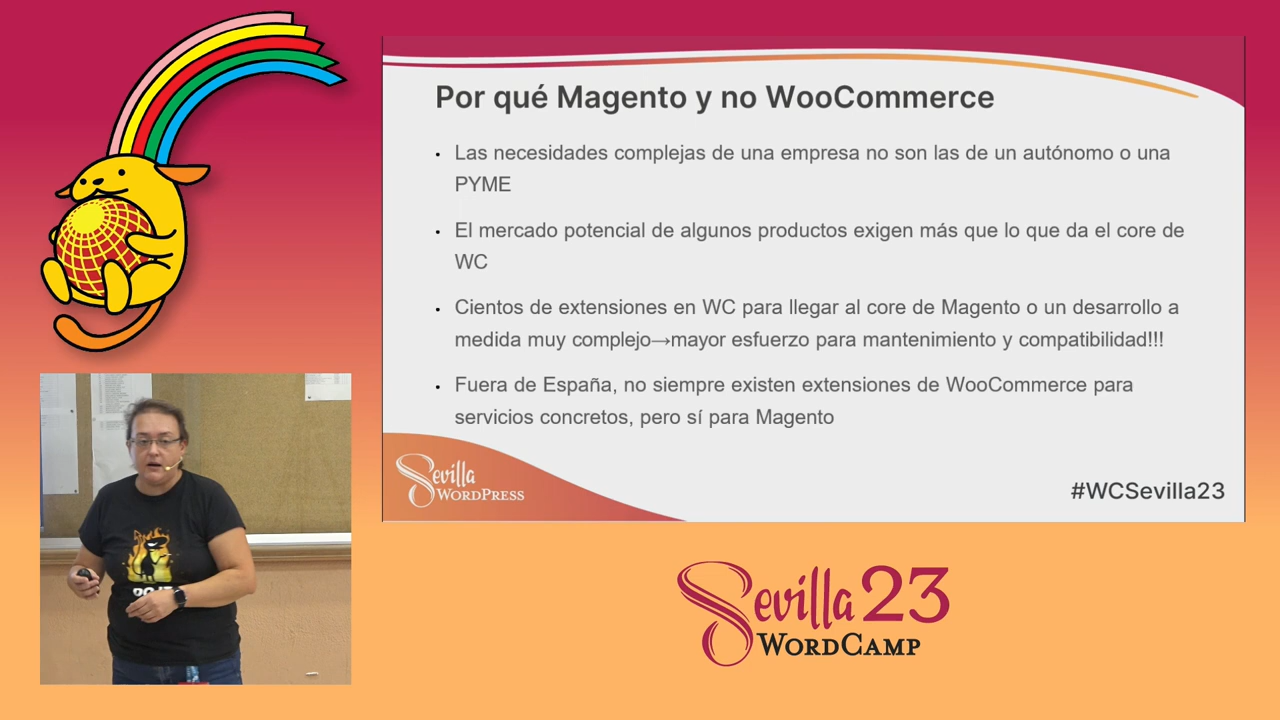 Por qué Magento y no WooCommerce
• Las necesidades complejas de una empresa no son las de un autónomo o una
PYME
• El mercado potencial de algunos productos exigen más que lo que da el core de
WC
• Cientos de extensiones en WC para llegar al core de Magento o un desarrollo a
medida muy complejo→mayor esfuerzo para mantenimiento y compatibilidad!!!
• Fuera de España, no siempre existen extensiones de WooCommerce para
servicios concretos, pero sí para Magento
Sevilla
WORDPRESS
#WCSevilla23
Sevilla 23
WORDCAMP